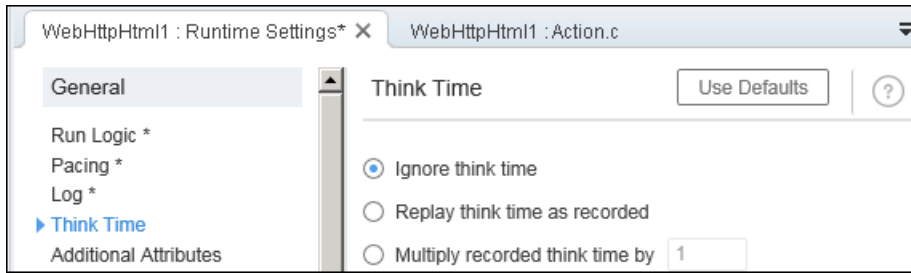 WebHttpHtml1 : Runtime Settings* WebHttpHtml1 : Action.c
General
Run Logic *
Pacing *
Log *
Think Time
Additional Attributes
Think Time Use Defaults ?
Ignore think time
Replay think time as recorded
Multiply recorded think time by 1